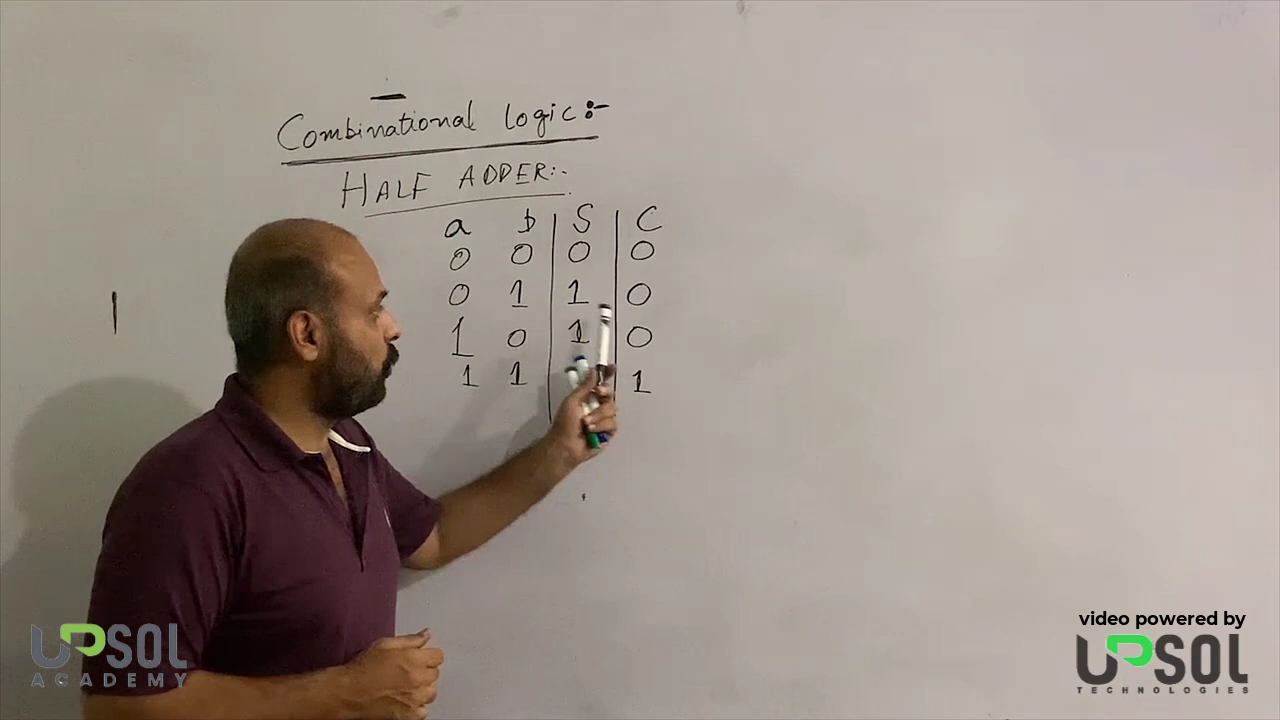 Combinational Logic:-
HALF ADDER:-
a b S C
0 0 0 0
0 1 1 0
1 0 1 0
1 1 1
UPSOL
ACADEMY
video powered by
UPSOL
TECHNOLOGIES